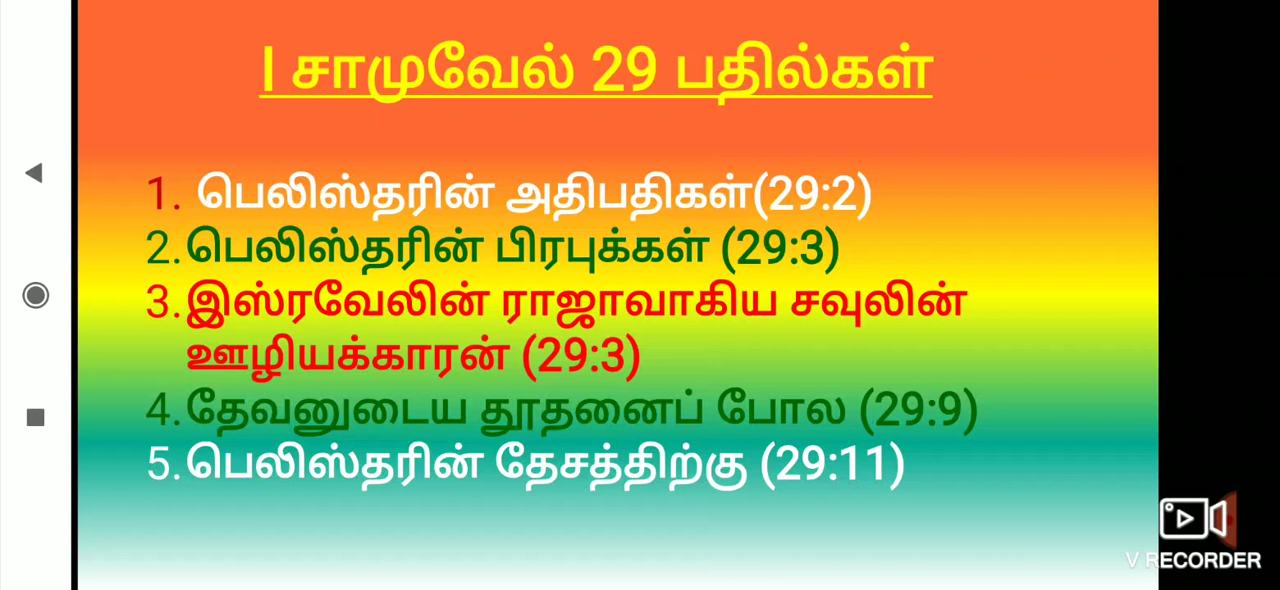 I சாமுவேல் 29 பதில்கள்
1. பெலிஸ்தரின் அதிபதிகள்(29:2)
2.பெலிஸ்தரின் பிரபுக்கள் (29:3)
3.இஸ்ரவேலின் ராஜாவாகிய சவுலின்
ஊழியக்காரன் (29:3)
4.தேவனுடைய தூதனைப் போல (29:9)
5.பெலிஸ்தரின் தேசத்திற்கு (29:11)
V RECORDER